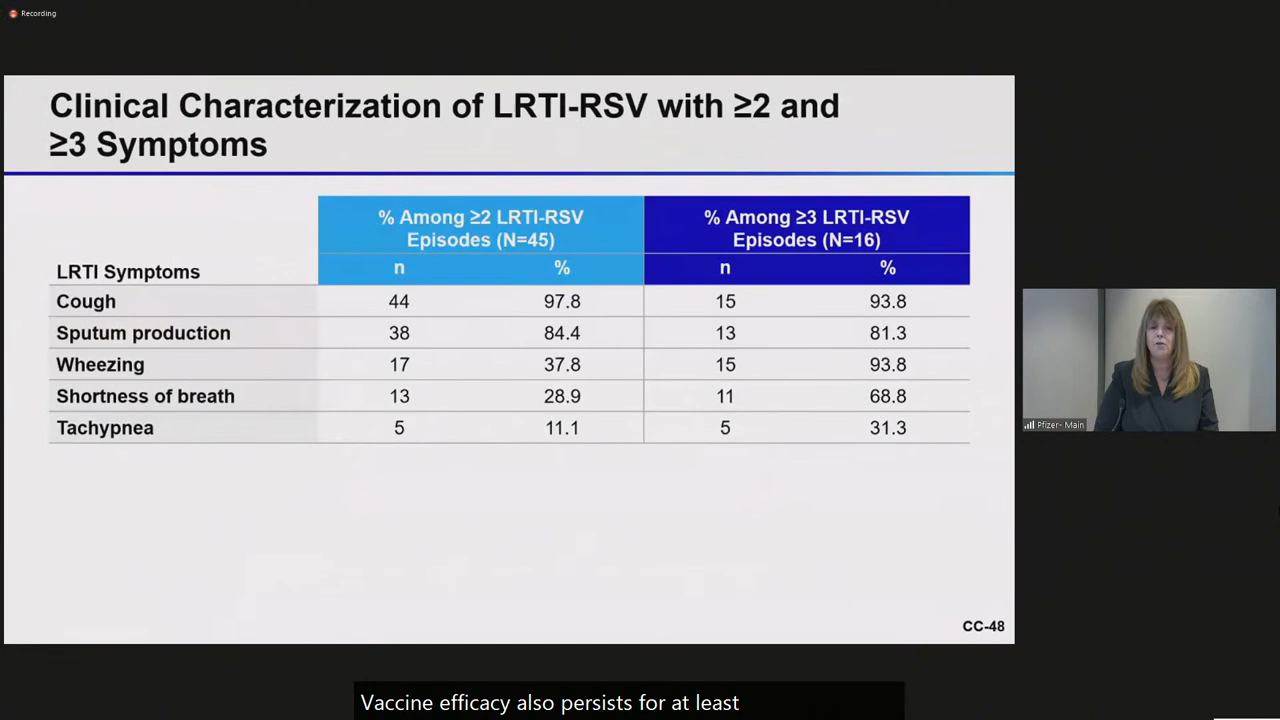 Recording
Clinical Characterization of LRTI-RSV with ≥2 and
≥3 Symptoms
% Among ≥2 LRTI-RSV
Episodes (N=45)
% Among ≥3 LRTI-RSV
Episodes (N=16)
LRTI Symptoms n % n %
Cough 44 97.8 15 93.8
Sputum production 38 84.4 13 81.3
Wheezing 17 37.8 15 93.8
Shortness of breath 13 28.9 11 68.8
Tachypnea 5 11.1 5 31.3
CC-48
Pfizer- Main
Vaccine efficacy also persists for at least